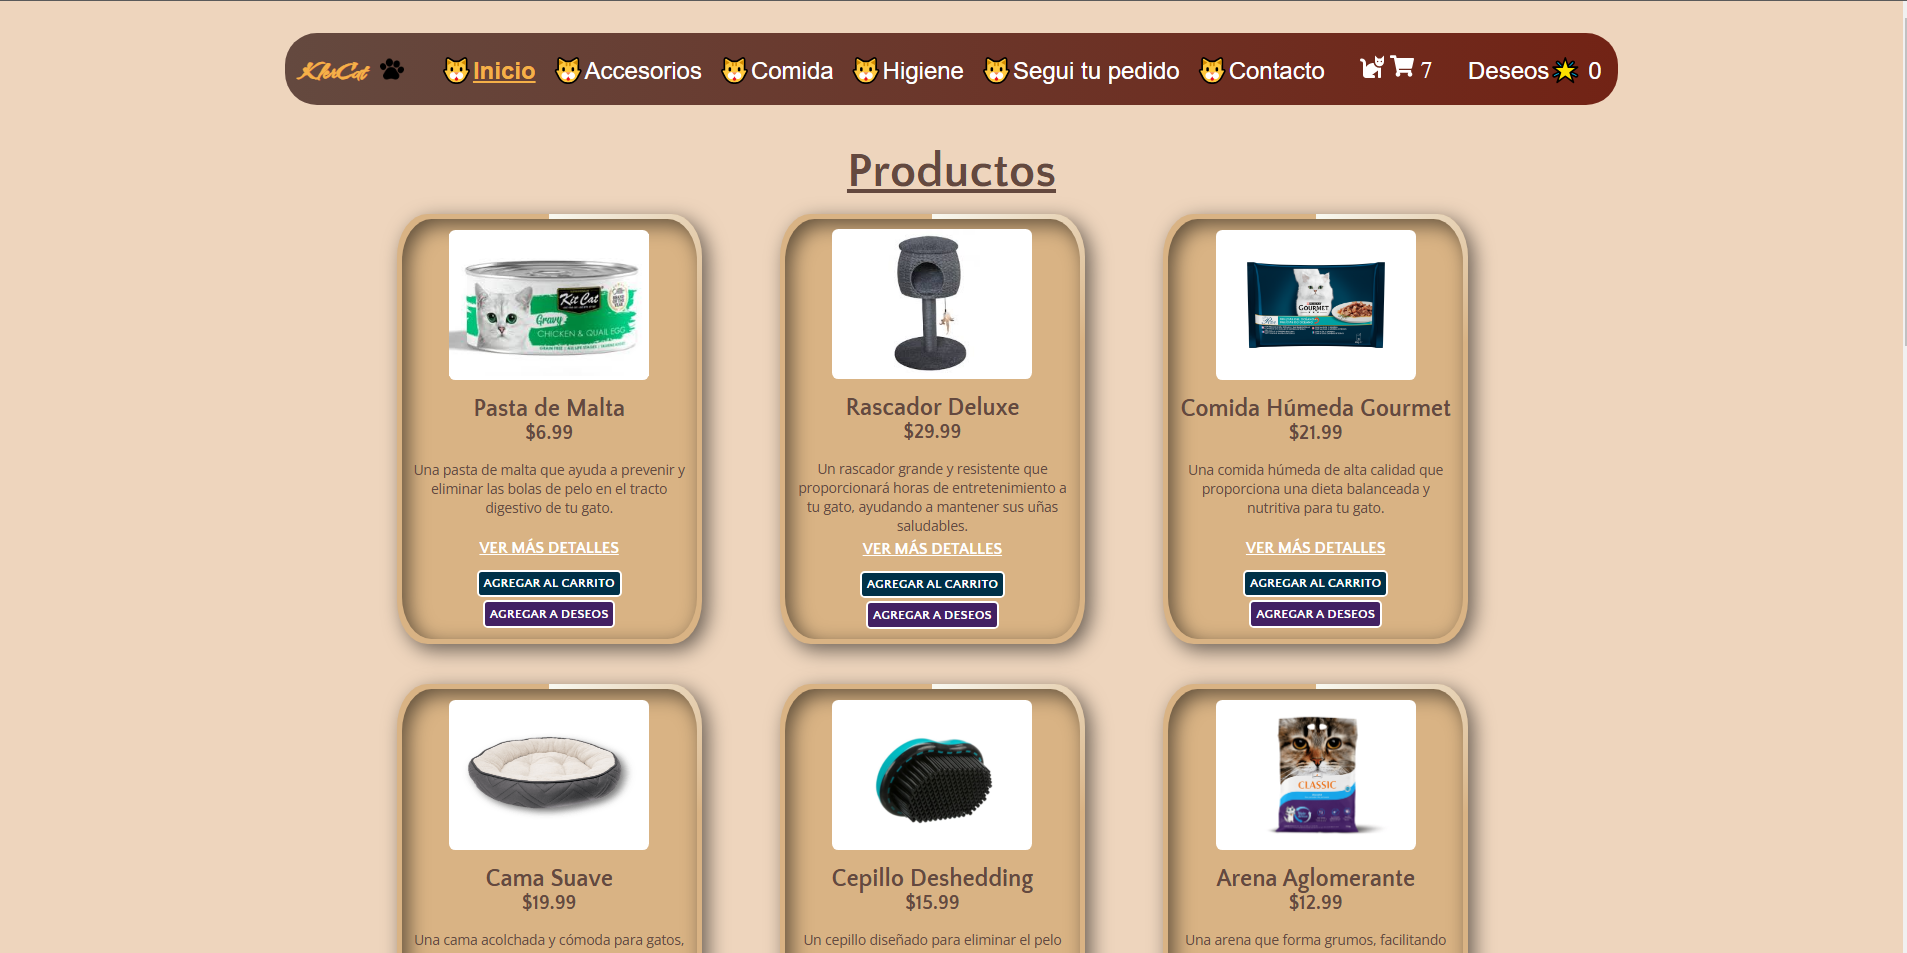 KhrCat
Inicio Accesorios Comida Higiene Segui tu pedido Contacto 7 Deseos 0
Productos
Kit Cat
Gravy
CHICKEN & QUAIL EGG
Pasta de Malta
$6.99
Una pasta de malta que ayuda a prevenir y
eliminar las bolas de pelo en el tracto
digestivo de tu gato.
VER MÁS DETALLES
AGREGAR AL CARRITO
AGREGAR A DESEOS
Rascador Deluxe
$29.99
Un rascador grande y resistente que
proporcionará horas de entretenimiento a
tu gato, ayudando a mantener sus uñas
saludables.
VER MÁS DETALLES
AGREGAR AL CARRITO
AGREGAR A DESEOS
GOURMET
Comida Húmeda Gourmet
$21.99
Una comida húmeda de alta calidad que
proporciona una dieta balanceada y
nutritiva para tu gato.
VER MÁS DETALLES
AGREGAR AL CARRITO
AGREGAR A DESEOS
Cama Suave
$19.99
Una cama acolchada y cómoda para gatos,
Cepillo Deshedding
$15.99
Un cepillo diseñado para eliminar el pelo
CLASSIC
Arena Aglomerante
$12.99
Una arena que forma grumos, facilitando